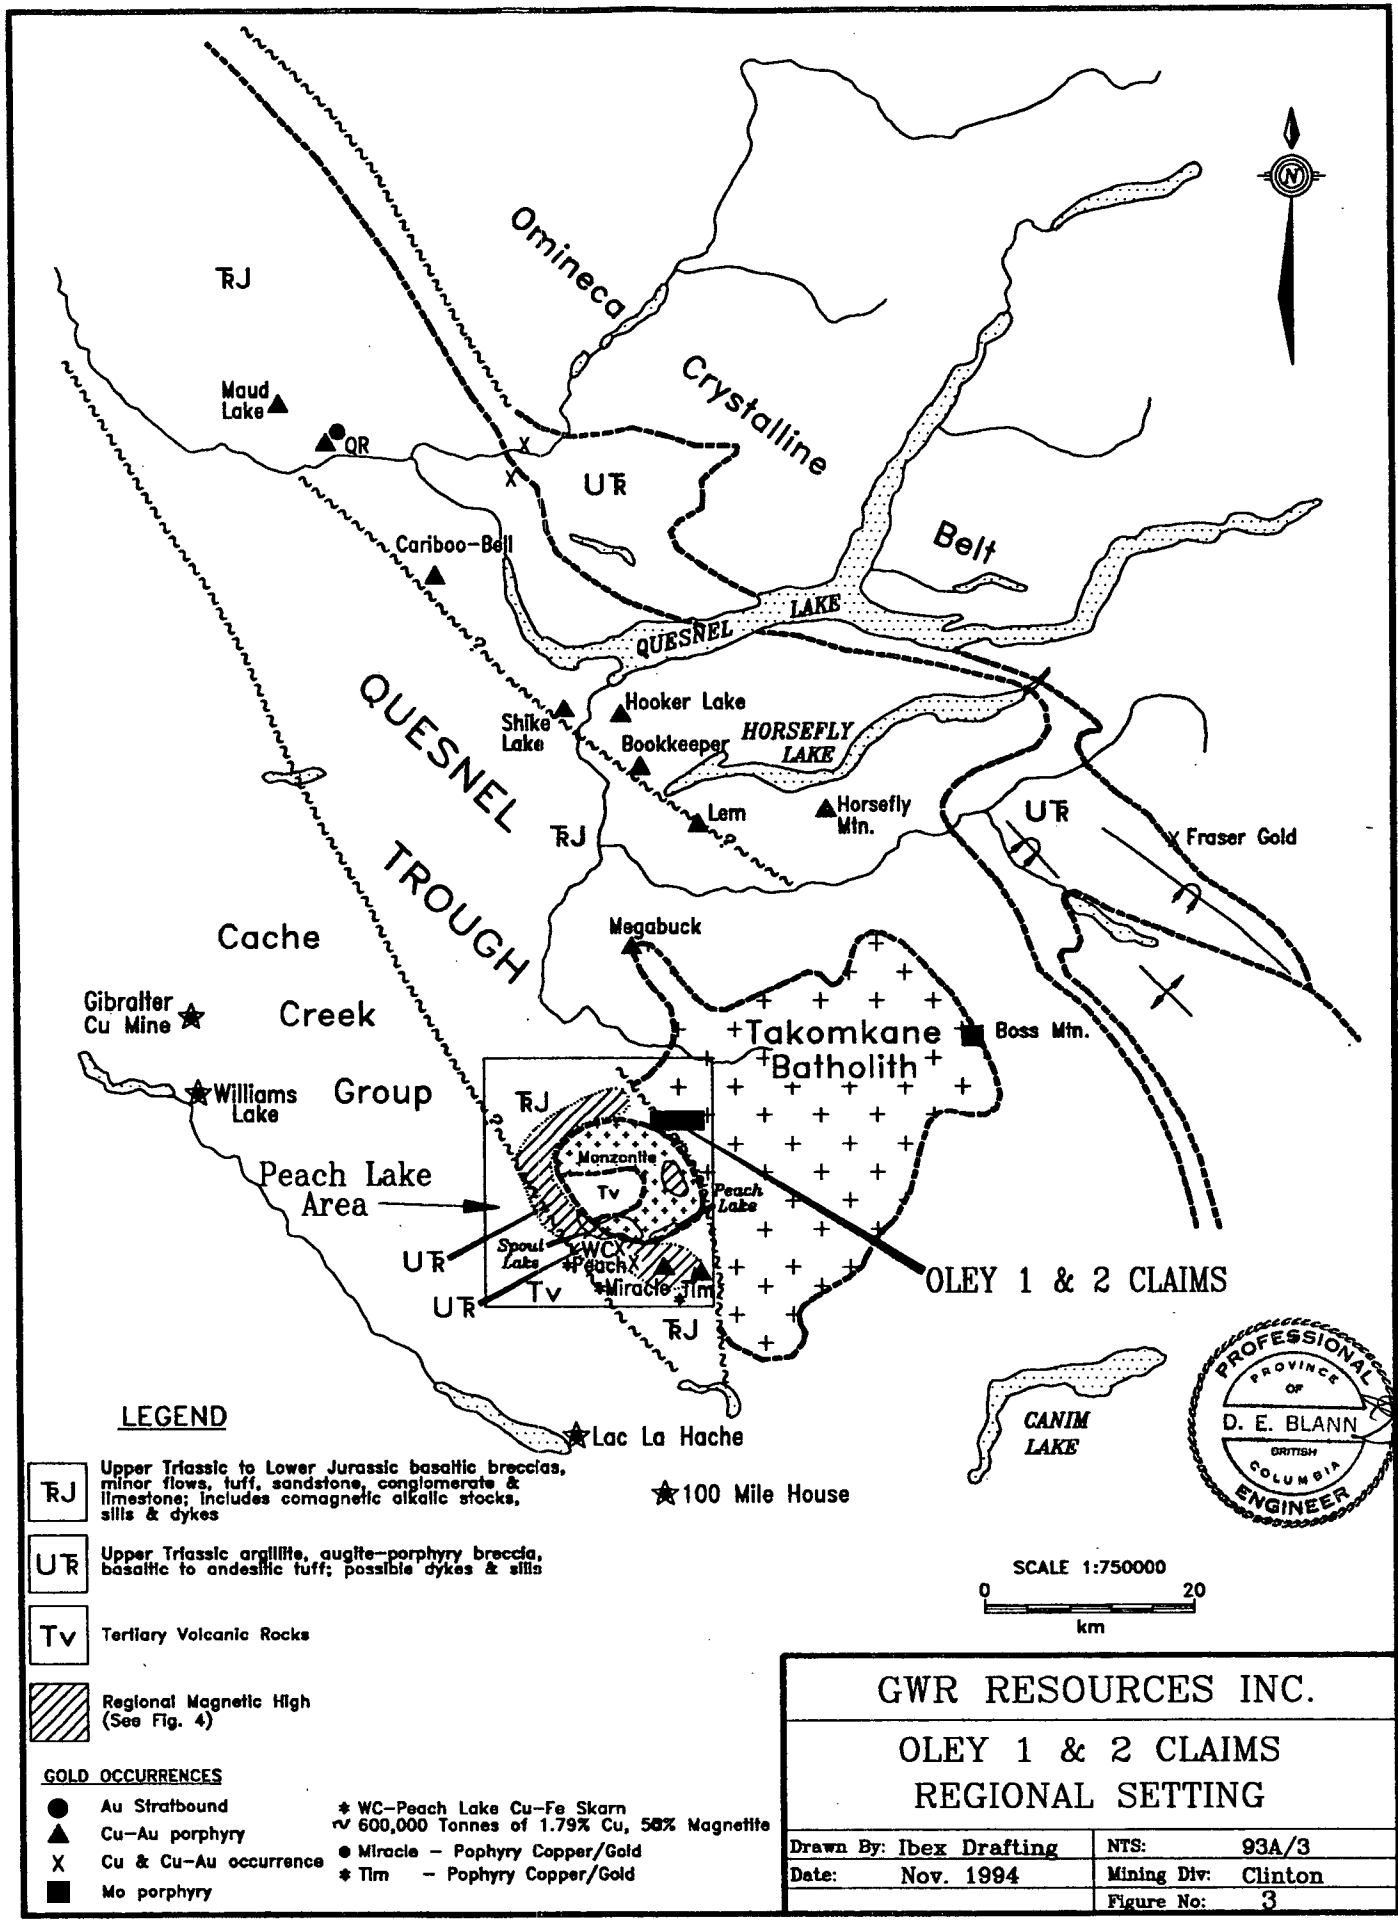 Omineca
Crystalline
Belt
N
TRJ
Maud
Lake
QR
X
X
UTR
Cariboo-Bell
?
QUESNEL
LAKE
QUESNEL
TROUGH
Shike
Lake
Hooker Lake
Bookkeeper
HORSEFLY
LAKE
Lem
?
Horsefly
Mtn.
UTR
X Fraser Gold
TRJ
Cache
Creek
Group
Megabuck
Gibralter
Cu Mine
Williams
Lake
Takomkane
Batholith
Boss Mtn.
?
TRJ
Monzonite
Tv
Peach
Lake
Peach Lake
Area
Spout
Lake
WCX
*Peach X
*Miracle
Tim
*
UTR
UTR
Tv
TRJ
OLEY 1 & 2 CLAIMS
PROFESSIONAL
PROVINCE
OF
D. E. BLANN
BRITISH
COLUMBIA
ENGINEER
CANIM
LAKE
Lac La Hache
100 Mile House
LEGEND
TRJ
Upper Triassic to Lower Jurassic basaltic breccias,
minor flows, tuff, sandstone, conglomerate &
limestone; includes comagnetic alkalic stocks,
sills & dykes
UTR
Upper Triassic argillite, augite-porphyry breccia,
basaltic to andesitic tuff; possible dykes & sills
Tv
Tertiary Volcanic Rocks
Regional Magnetic High
(See Fig. 4)
GOLD OCCURRENCES
Au Stratbound
Cu-Au porphyry
X Cu & Cu-Au occurrence
Mo porphyry
* WC-Peach Lake Cu-Fe Skarn
~ 600,000 Tonnes of 1.79% Cu, 50% Magnetite
Miracle - Pophyry Copper/Gold
* Tim - Pophyry Copper/Gold
SCALE 1:750000
0 20
km
GWR RESOURCES INC.
OLEY 1 & 2 CLAIMS
REGIONAL SETTING
Drawn By: Ibex Drafting
NTS: 93A/3
Date: Nov. 1994
Mining Div: Clinton
Figure No: 3